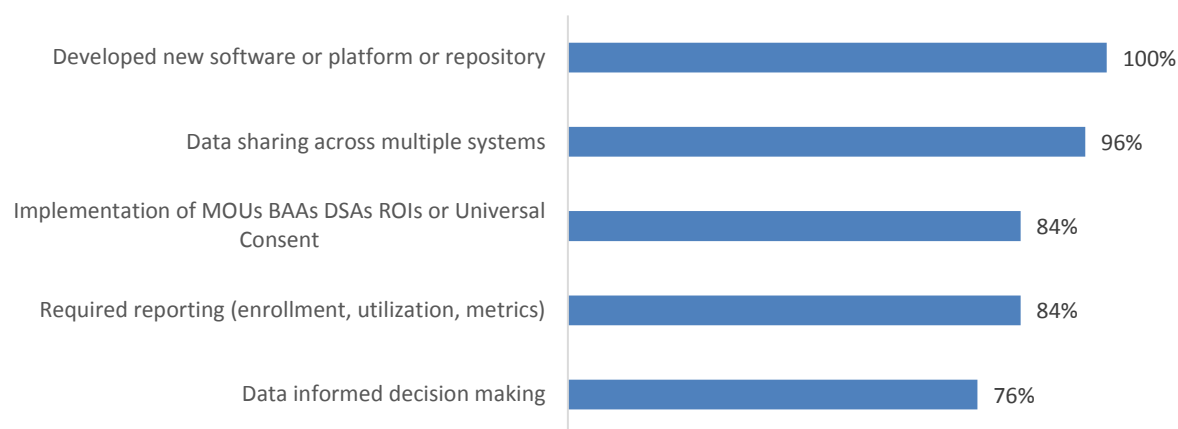 Developed new software or platform or repository
100%
Data sharing across multiple systems
96%
Implementation of MOUs BAAs DSAs ROIs or Universal
Consent
84%
Required reporting (enrollment, utilization, metrics)
84%
Data informed decision making
76%